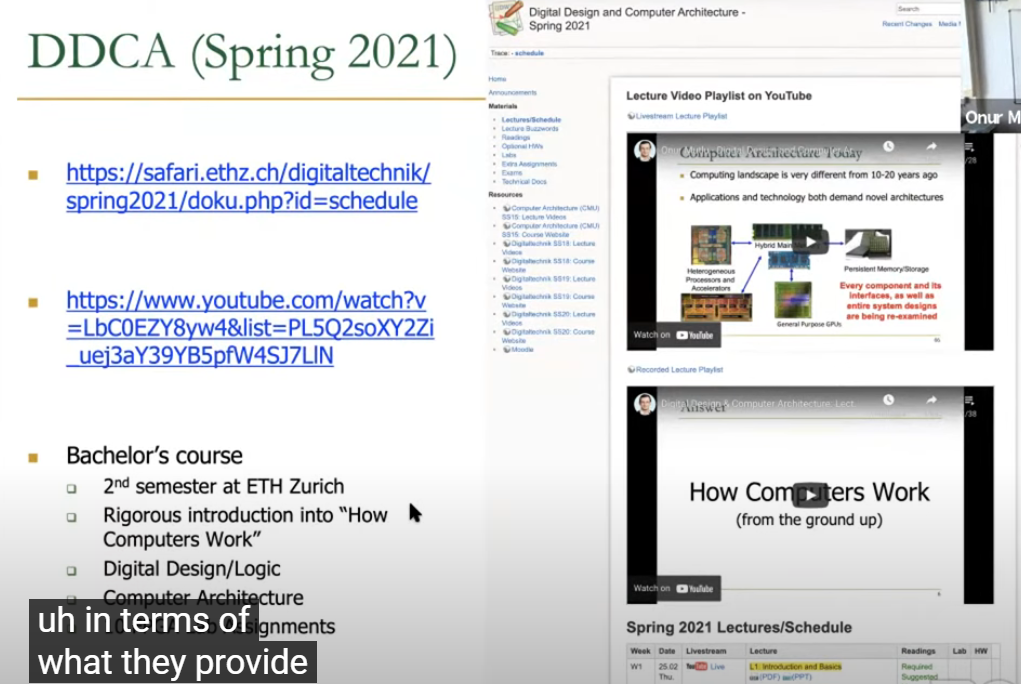 DDCA (Spring 2021)
https://safari.ethz.ch/digitaltechnik/
spring2021/doku.php?id=schedule
https://www.youtube.com/watch?v
=LbC0EZY8yw4&list=PL5Q2soXY2Zi
_uej3aY39YB5pfW4SJ7LlN
Bachelor's course
2nd semester at ETH Zurich
Rigorous introduction into "How
Computers Work"
Digital Design/Logic
Computer Architecture
Assignments
uh in terms of
what they provide
Digital Design and Computer Architecture -
Spring 2021
Search
Recent Changes Media
Trace: • schedule
Home
Announcements
Materials
Lectures/Schedule
Lecture Buzzwords
Readings
Optional HWs
Labs
Extra Assignments
Exams
Technical Docs
Resources
Computer Architecture (CMU)
SS15: Lecture Videos
Computer Architecture (CMU)
SS15: Course Website
Digitaltechnik SS18: Lecture
Videos
Digitaltechnik SS18: Course
Website
Digitaltechnik SS19: Lecture
Videos
Digitaltechnik SS19: Course
Website
Digitaltechnik SS20: Lecture
Videos
Digitaltechnik SS20: Course
Website
Moodle
Onur M
Lecture Video Playlist on YouTube
Livestream Lecture Playlist
Computer Architecture Today
/28
Computing landscape is very different from 10-20 years ago
Applications and technology both demand novel architectures
Hybrid Main
Heterogeneous
Processors and
Accelerators
Persistent Memory/Storage
General Purpose GPUs
Every component and its
interfaces, as well as
entire system designs
are being re-examined
Watch on YouTube
Recorded Lecture Playlist
Digital Design & Computer Architecture: Lect
Answer
/38
How Computers Work
(from the ground up)
Watch on YouTube
6
Spring 2021 Lectures/Schedule
Week Date Livestream Lecture Readings Lab HW
W1 25.02 Live L1: Introduction and Basics Required
Thu. (PDF) (PPT) Suggested